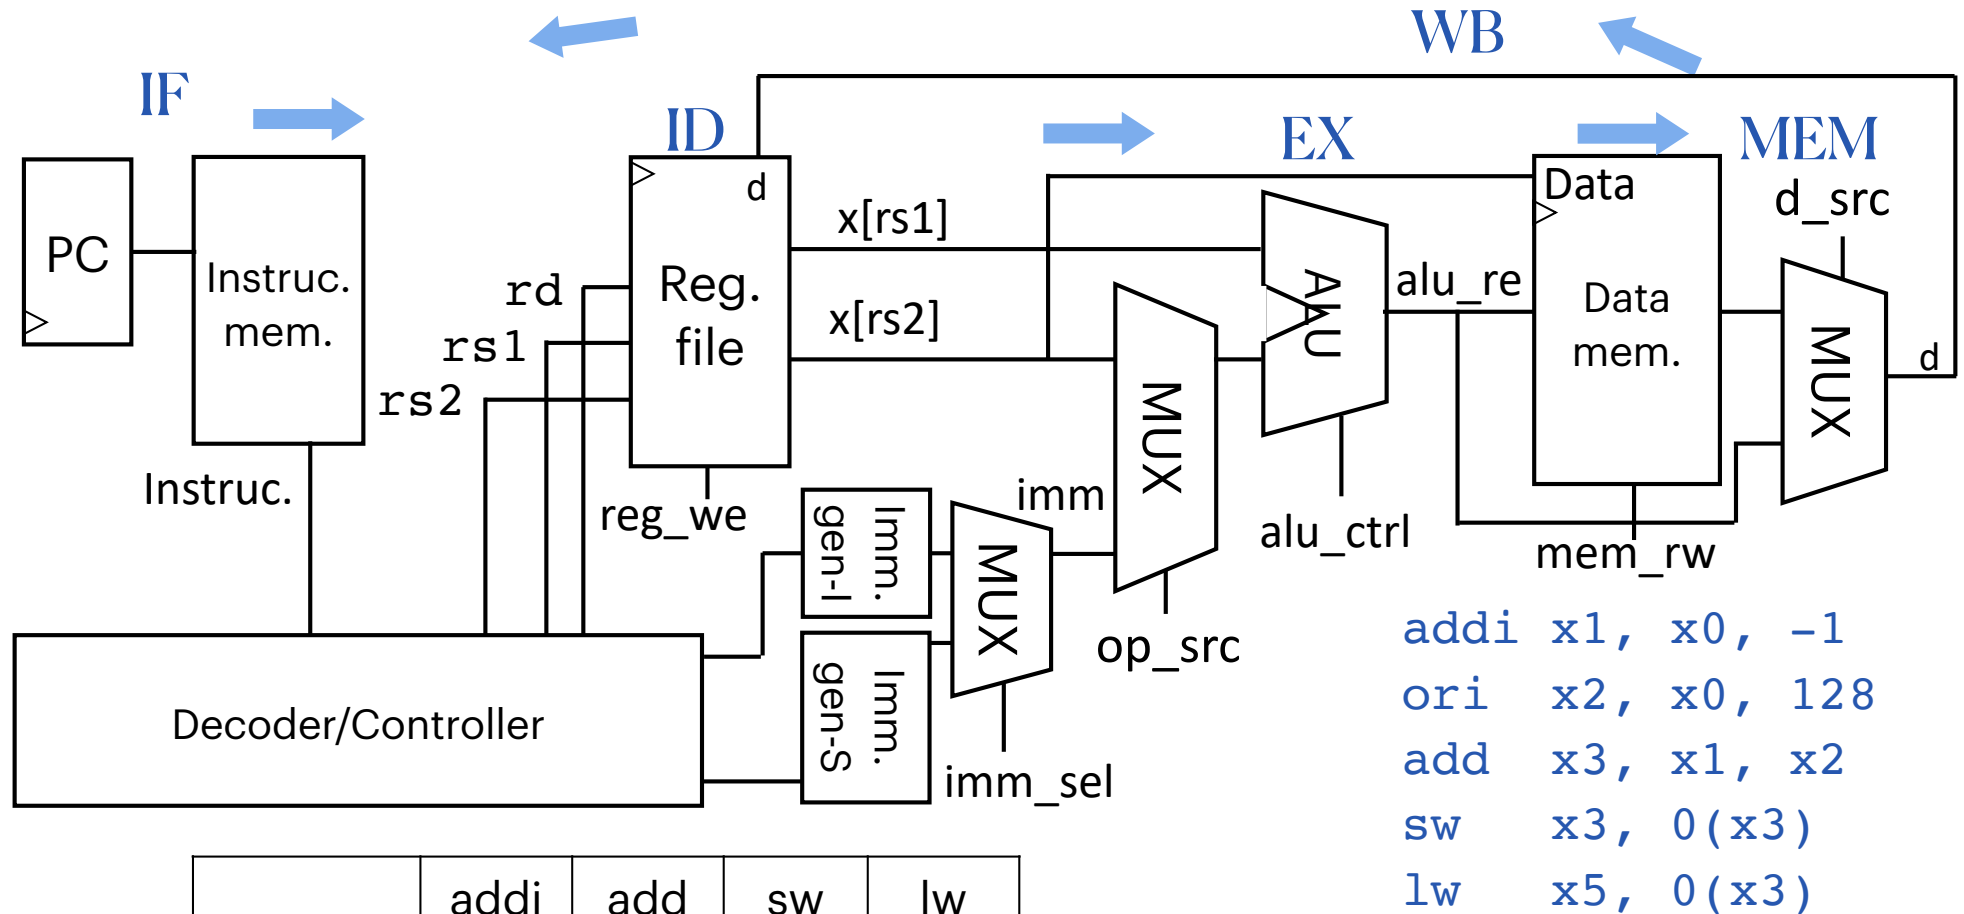 WB
IF
ID
EX
MEM
d_src
PC
Instruc.
mem.
d
Reg.
file
rd
rs1
rs2
x[rs1]
x[rs2]
ALU
alu_re
Data
Data
mem.
MUX
d
Instruc.
reg_we
Imm.
gen-I
Imm.
gen-S
MUX
imm
MUX
alu_ctrl
mem_rw
op_src
imm_sel
Decoder/Controller
addi x1, x0, -1
ori x2, x0, 128
add x3, x1, x2
sw x3, 0(x3)
lw x5, 0(x3)
addi add sw lw